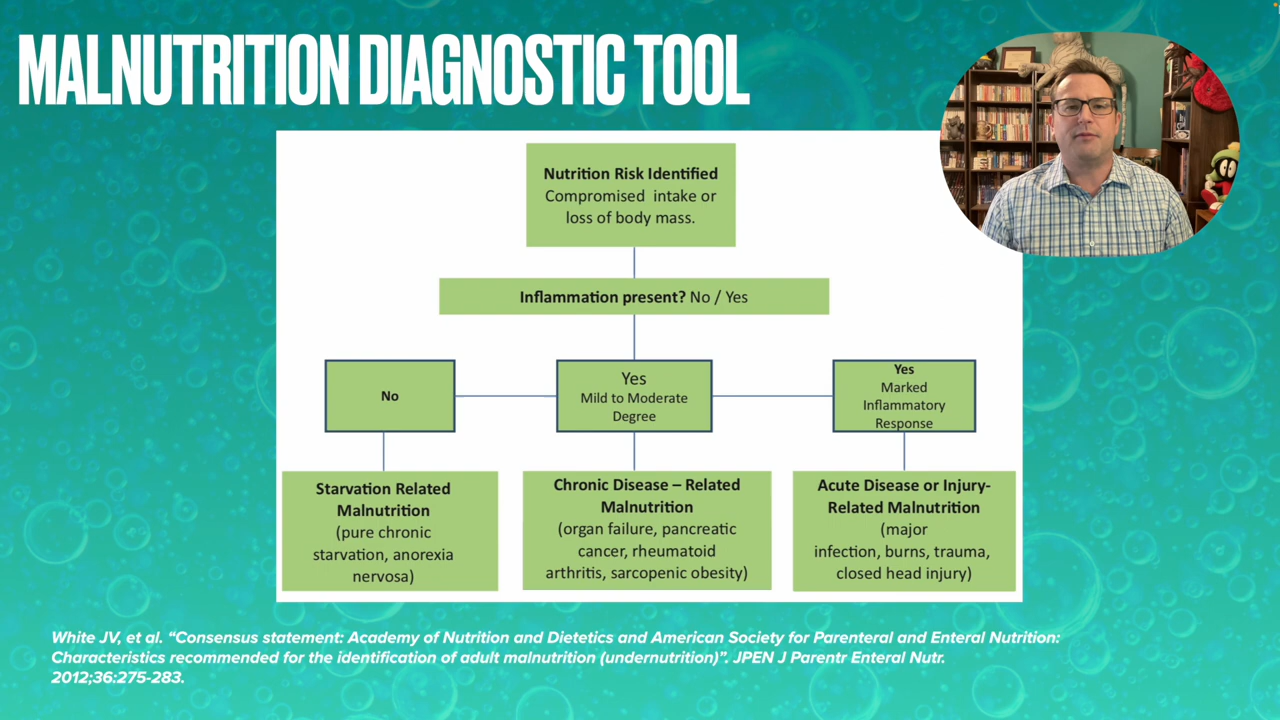 MALNUTRITION DIAGNOSTIC TOOL
Nutrition Risk Identified
Compromised intake or
loss of body mass.
Inflammation present? No / Yes
No
Yes
Mild to Moderate
Degree
Yes
Marked
Inflammatory
Response
Starvation Related
Malnutrition
(pure chronic
starvation, anorexia
nervosa)
Chronic Disease – Related
Malnutrition
(organ failure, pancreatic
cancer, rheumatoid
arthritis, sarcopenic obesity)
Acute Disease or Injury-
Related Malnutrition
(major
infection, burns, trauma,
closed head injury)
White JV, et al. “Consensus statement: Academy of Nutrition and Dietetics and American Society for Parenteral and Enteral Nutrition:
Characteristics recommended for the identification of adult malnutrition (undernutrition)”. JPEN J Parentr Enteral Nutr.
2012;36:275-283.